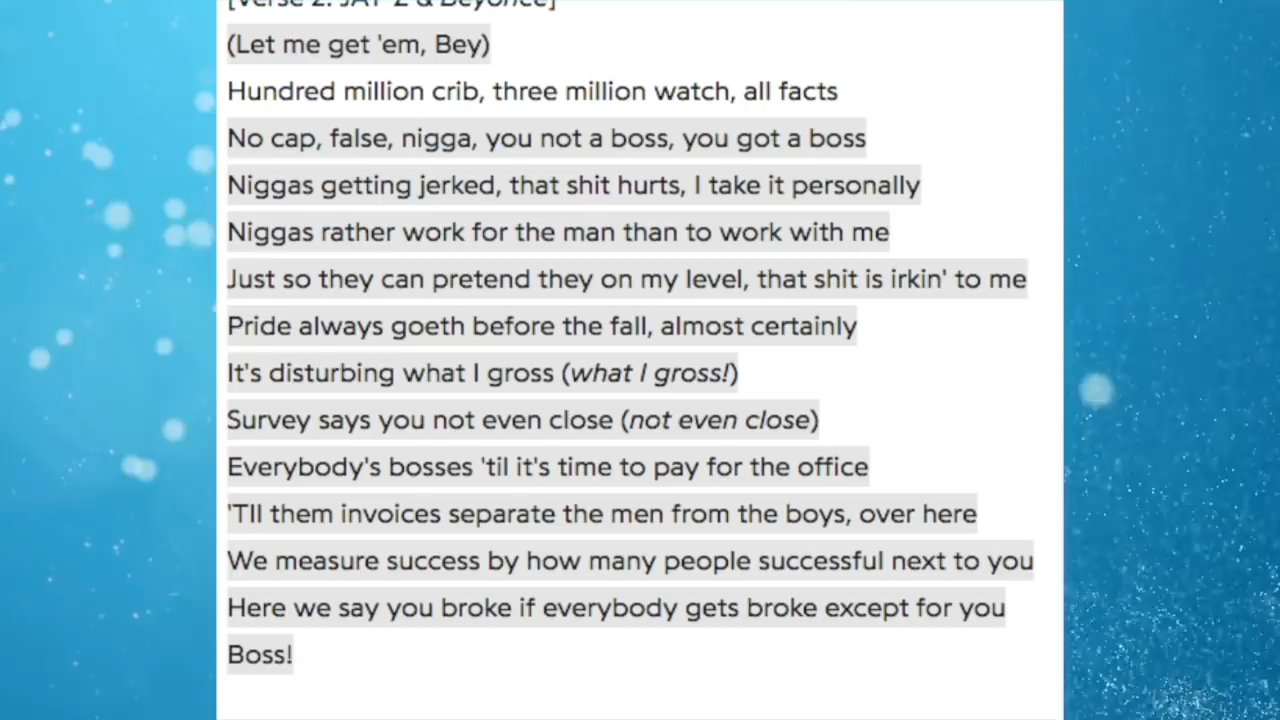 [Verse 2: JAY-Z & Beyoncé]
(Let me get 'em, Bey)
Hundred million crib, three million watch, all facts
No cap, false, nigga, you not a boss, you got a boss
Niggas getting jerked, that shit hurts, I take it personally
Niggas rather work for the man than to work with me
Just so they can pretend they on my level, that shit is irkin' to me
Pride always goeth before the fall, almost certainly
It's disturbing what I gross (what I gross!)
Survey says you not even close (not even close)
Everybody's bosses 'til it's time to pay for the office
'TIl them invoices separate the men from the boys, over here
We measure success by how many people successful next to you
Here we say you broke if everybody gets broke except for you
Boss!